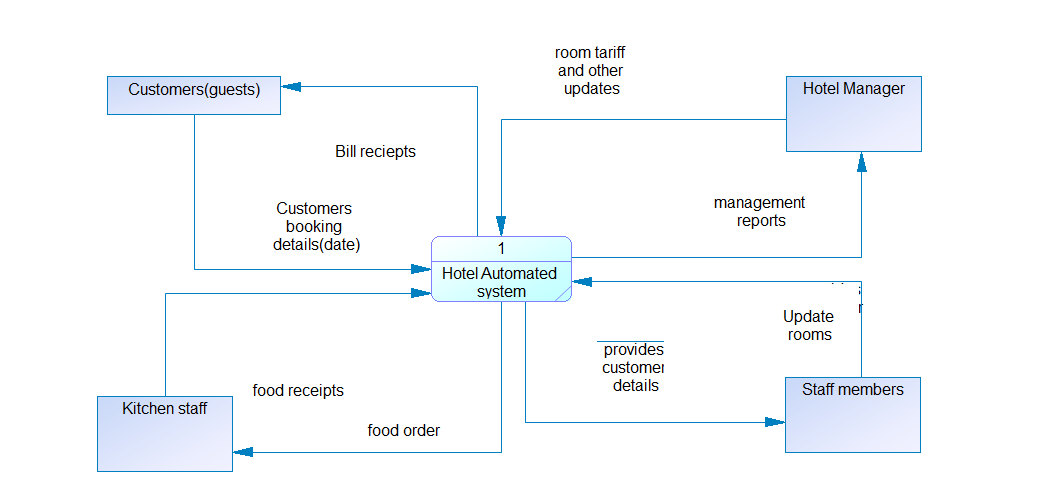 room tariff
and other
updates
Customers(guests)
Hotel Manager
Bill reciepts
management
reports
Customers
booking
details(date)
1
Hotel Automated
system
Update
rooms
provides
customer
details
food receipts
Kitchen staff
food order
Staff members